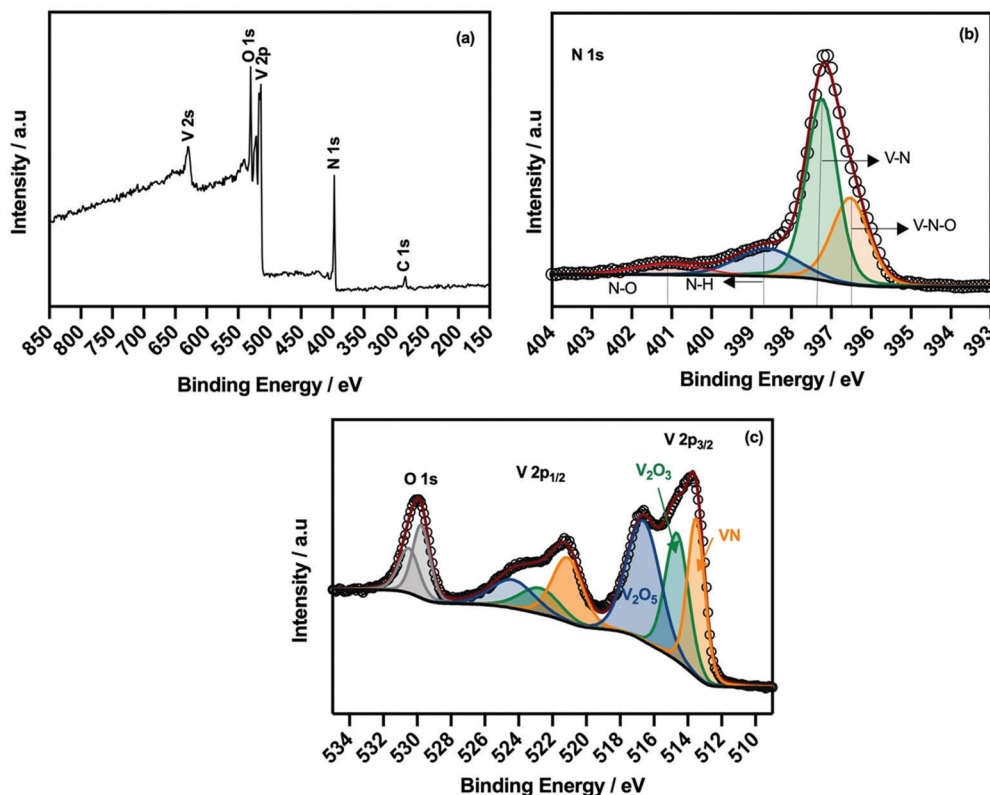 (a)
V 2s
O 1s
V 2p
N 1s
C 1s
Intensity / a.u
850 800 750 700 650 600 550 500 450 400 350 300 250 200 150
Binding Energy / eV
(b)
N 1s
V-N
V-N-O
N-O
N-H
Intensity / a.u
404 403 402 401 400 399 398 397 396 395 394 393
Binding Energy / eV
(c)
V 2p3/2
O 1s
V 2p1/2
V2O3
VN
V2O5
Intensity / a.u
534 532 530 528 526 524 522 520 518 516 514 512 510
Binding Energy / eV